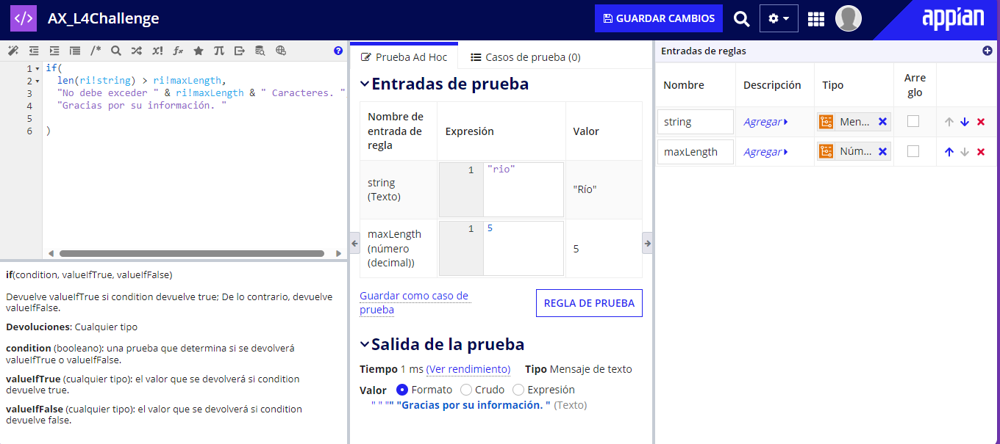 </> AX_L4Challenge
GUARDAR CAMBIOS
appian
/*
x!
ƒx
?
1 if(
2 len(ri!string) > ri!maxLength,
3 "No debe exceder " & ri!maxLength & " Caracteres. ",
4 "Gracias por su información. "
5
6 )
if(condition, valueIfTrue, valueIfFalse)
Devuelve valueIfTrue si condition devuelve true; De lo contrario, devuelve
valueIfFalse.
Devoluciones: Cualquier tipo
condition (booleano): una prueba que determina si se devolverá
valueIfTrue o valueIfFalse.
valueIfTrue (cualquier tipo): el valor que se devolverá si condition
devuelve true.
valueIfFalse (cualquier tipo): el valor que se devolverá si condition
devuelve false.
Prueba Ad Hoc
Casos de prueba (0)
Entradas de prueba
Nombre de
entrada de
regla
Expresión
Valor
string
(Texto)
1 "rio"
"Río"
maxLength
(número
(decimal))
1 5
5
Guardar como caso de
prueba
REGLA DE PRUEBA
Salida de la prueba
Tiempo 1 ms (Ver rendimiento) Tipo Mensaje de texto
Valor Formato Crudo Expresión
" " "" "Gracias por su información. " (Texto)
Entradas de reglas
Nombre
Descripción
Tipo
Arre
glo
string
Agregar
Men...
maxLength
Agregar
Núm...